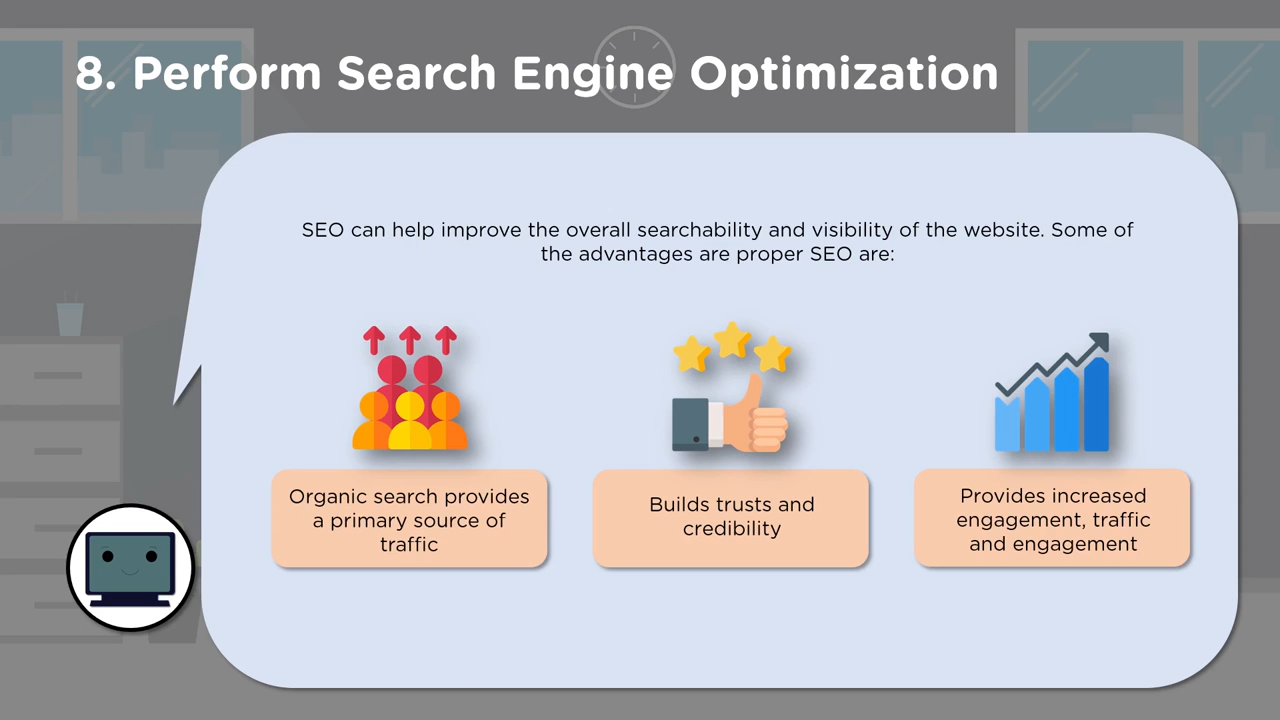 8. Perform Search Engine Optimization
SEO can help improve the overall searchability and visibility of the website. Some of
the advantages are proper SEO are:
Organic search provides
a primary source of
traffic
Builds trusts and
credibility
Provides increased
engagement, traffic
and engagement